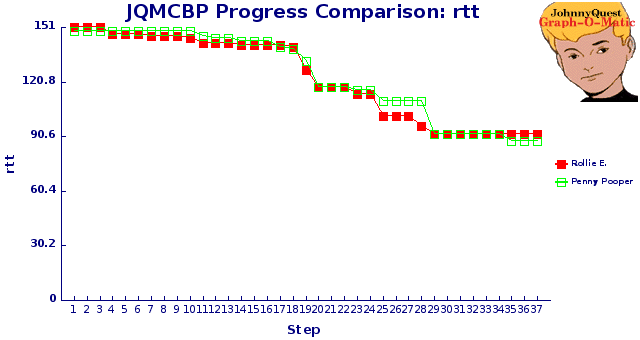 JQMCBP Progress Comparison: rtt
JohnnyQuest
Graph-O-Matic
151
120.8
90.6
60.4
30.2
0
rtt
1 2 3 4 5 6 7 8 9 10 11 12 13 14 15 16 17 18 19 20 21 22 23 24 25 26 27 28 29 30 31 32 33 34 35 36 37
Step
Rollie E.
Penny Pooper